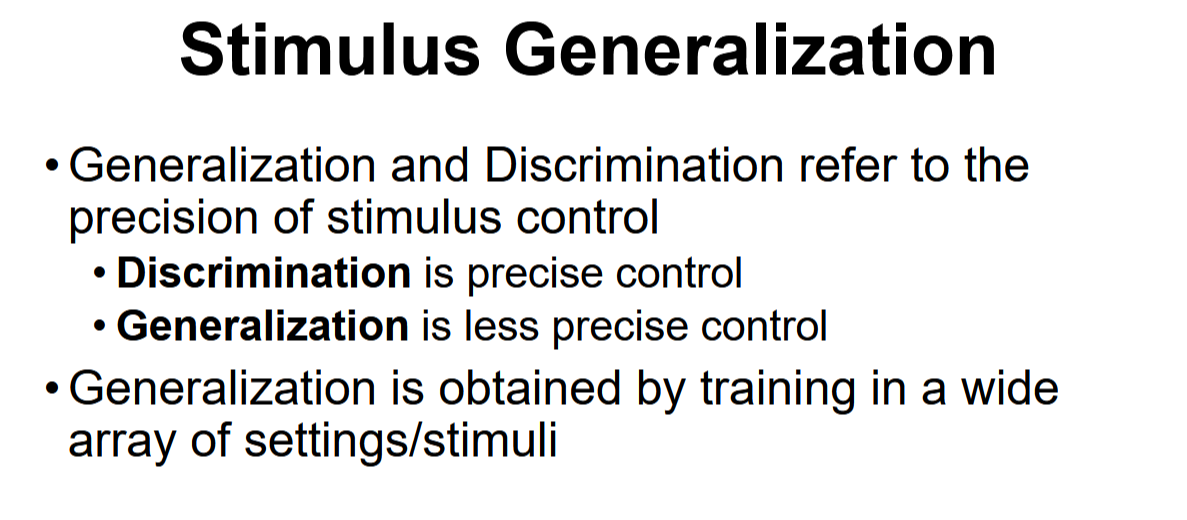 Stimulus Generalization
• Generalization and Discrimination refer to the
precision of stimulus control
• Discrimination is precise control
• Generalization is less precise control
• Generalization is obtained by training in a wide
array of settings/stimuli